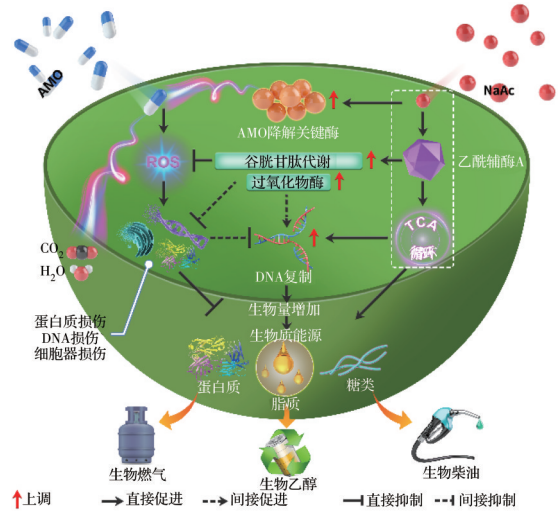 AMO
NaAc
AMO降解关键酶
ROS
谷胱甘肽代谢
乙酰辅酶A
过氧化物酶
TCA
循环
CO2
H2O
DNA复制
蛋白质损伤
DNA损伤
细胞器损伤
生物量增加
生物质能源
蛋白质
脂质
糖类
生物燃气
生物乙醇
生物柴油
上调
直接促进
间接促进
直接抑制
间接抑制